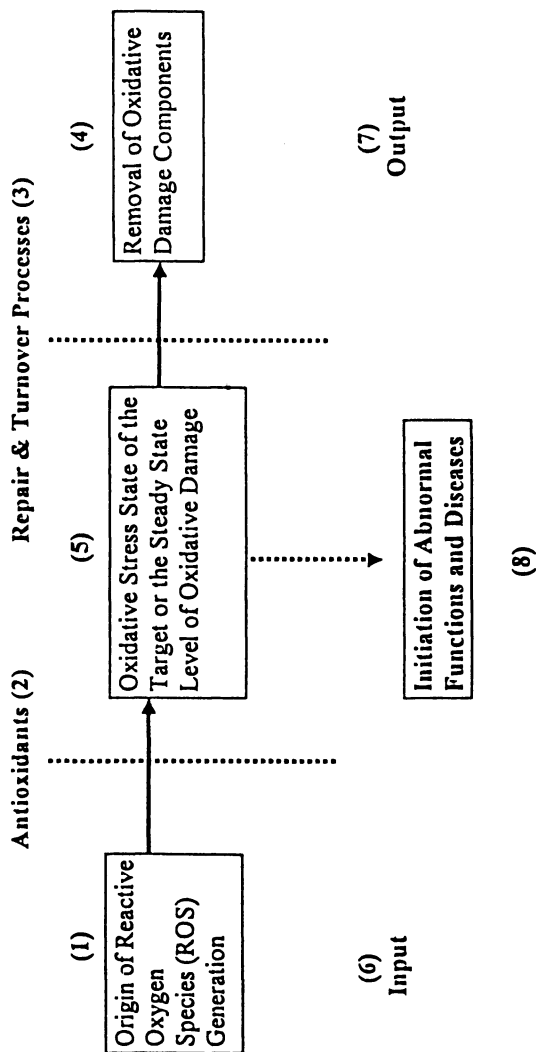 Antioxidants (2)
Repair & Turnover Processes (3)
(1)
Origin of Reactive
Oxygen
Species (ROS)
Generation
(5)
Oxidative Stress State of the
Target or the Steady State
Level of Oxidative Damage
(4)
Removal of Oxidative
Damage Components
(6)
Input
Initiation of Abnormal
Functions and Diseases
(8)
(7)
Output